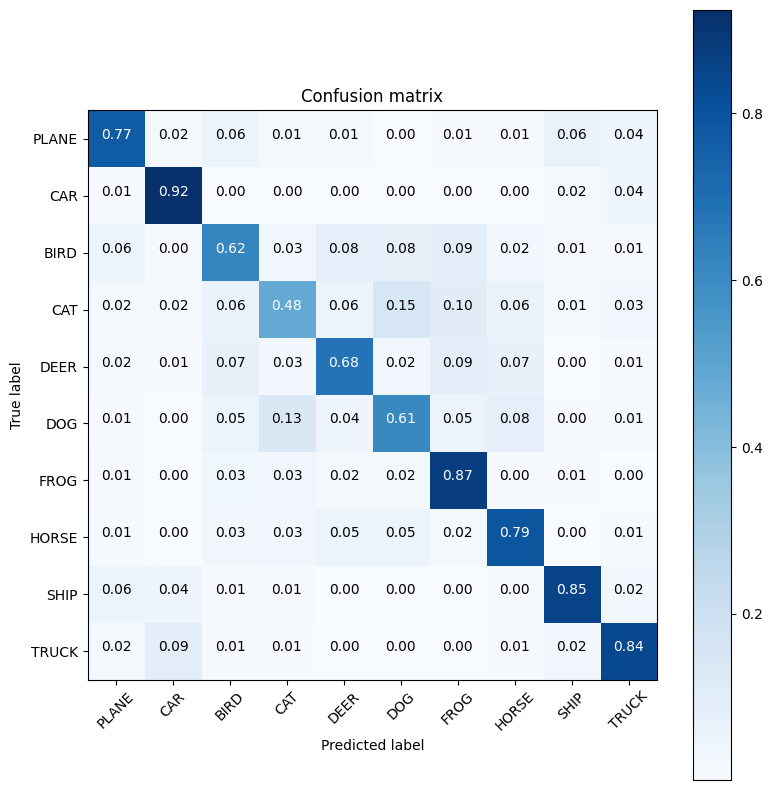 Confusion matrix
PLANE 0.77 0.02 0.06 0.01 0.01 0.00 0.01 0.01 0.06 0.04
CAR 0.01 0.92 0.00 0.00 0.00 0.00 0.00 0.00 0.02 0.04
BIRD 0.06 0.00 0.62 0.03 0.08 0.08 0.09 0.02 0.01 0.01
CAT 0.02 0.02 0.06 0.48 0.06 0.15 0.10 0.06 0.01 0.03
DEER 0.02 0.01 0.07 0.03 0.68 0.02 0.09 0.07 0.00 0.01
DOG 0.01 0.00 0.05 0.13 0.04 0.61 0.05 0.08 0.00 0.01
FROG 0.01 0.00 0.03 0.03 0.02 0.02 0.87 0.00 0.01 0.00
HORSE 0.01 0.00 0.03 0.03 0.05 0.05 0.02 0.79 0.00 0.01
SHIP 0.06 0.04 0.01 0.01 0.00 0.00 0.00 0.00 0.85 0.02
TRUCK 0.02 0.09 0.01 0.01 0.00 0.00 0.00 0.01 0.02 0.84
PLANE CAR BIRD CAT DEER DOG FROG HORSE SHIP TRUCK
Predicted label
True label
0.8
0.6
0.4
0.2